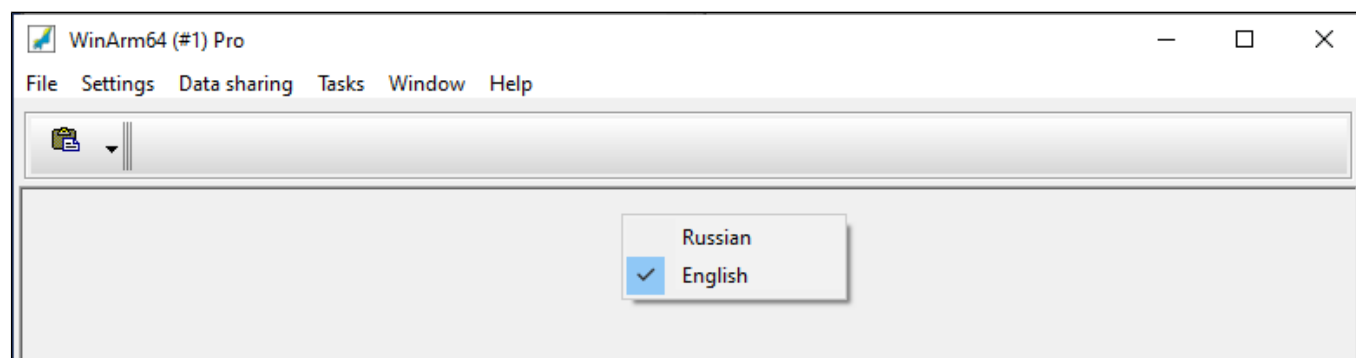 WinArm64 (#1) Pro
File Settings Data sharing Tasks Window Help
Russian
English